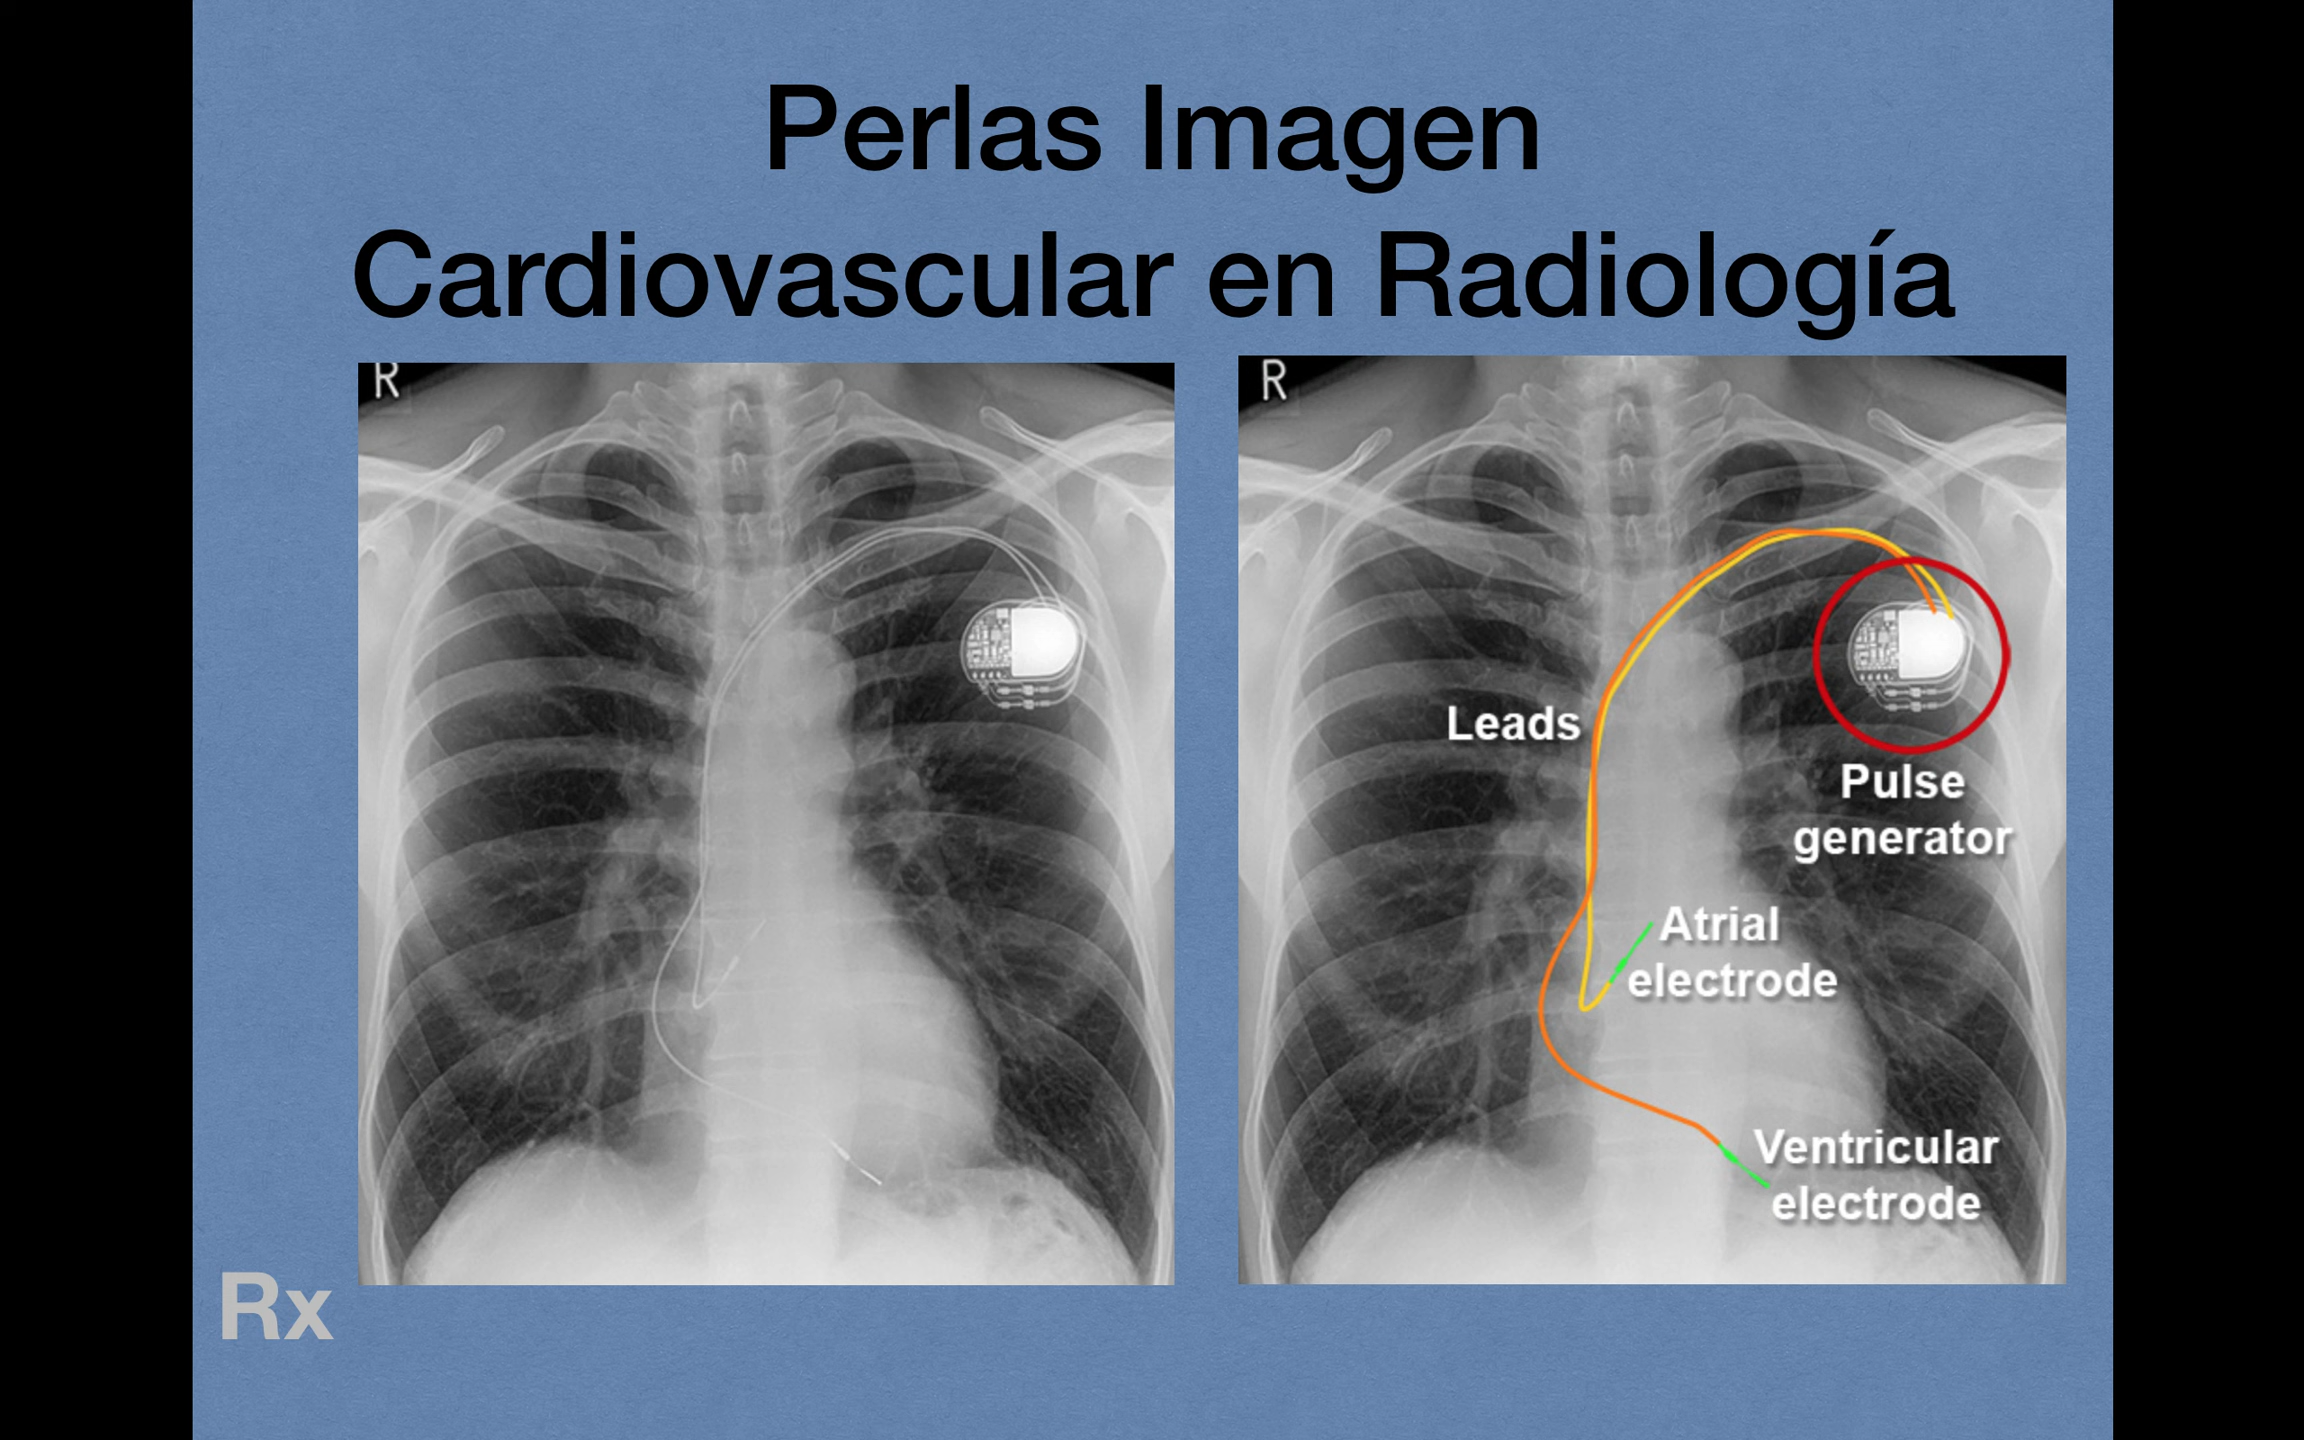 Perlas Imagen
Cardiovascular en Radiología
R
R
Leads
Pulse
generator
Atrial
electrode
Ventricular
electrode
Rx